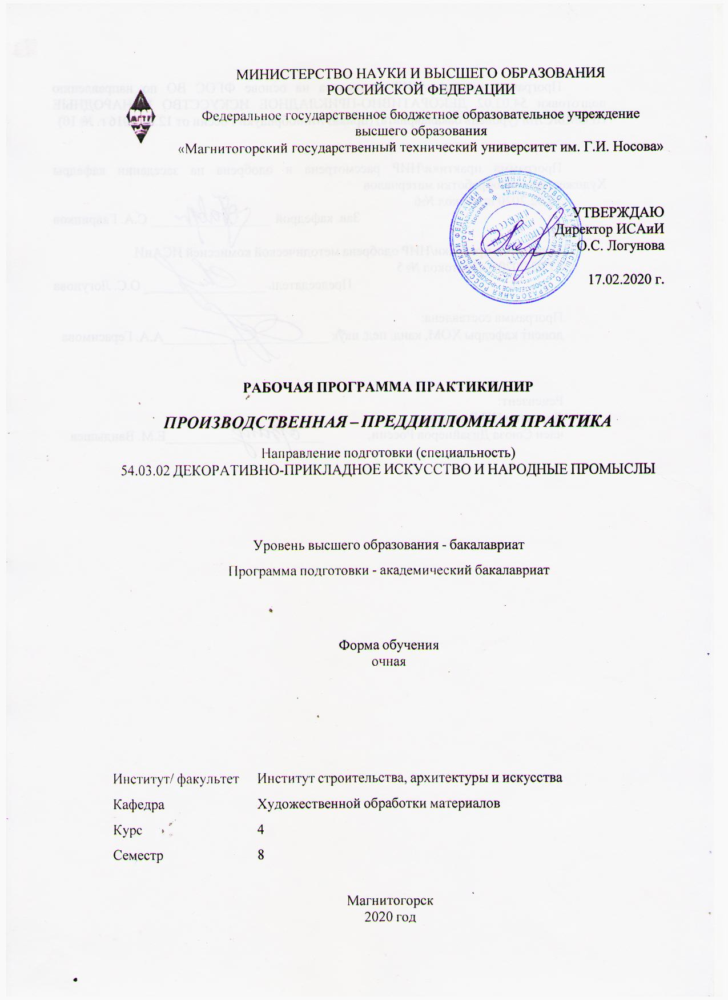 МИНИСТЕРСТВО НАУКИ И ВЫСШЕГО ОБРАЗОВАНИЯ
РОССИЙСКОЙ ФЕДЕРАЦИИ
Федеральное государственное бюджетное образовательное учреждение
высшего образования
«Магнитогорский государственный технический университет им. Г.И. Носова»
УТВЕРЖДАЮ
Директор ИСАиИ
О.С. Логунова
17.02.2020 г.
РАБОЧАЯ ПРОГРАММА ПРАКТИКИ/НИР
ПРОИЗВОДСТВЕННАЯ – ПРЕДДИПЛОМНАЯ ПРАКТИКА
Направление подготовки (специальность)
54.03.02 ДЕКОРАТИВНО-ПРИКЛАДНОЕ ИСКУССТВО И НАРОДНЫЕ ПРОМЫСЛЫ
Уровень высшего образования - бакалавриат
Программа подготовки - академический бакалавриат
Форма обучения
очная
Институт/ факультет Институт строительства, архитектуры и искусства
Кафедра Художественной обработки материалов
Курс 4
Семестр 8
Магнитогорск
2020 год